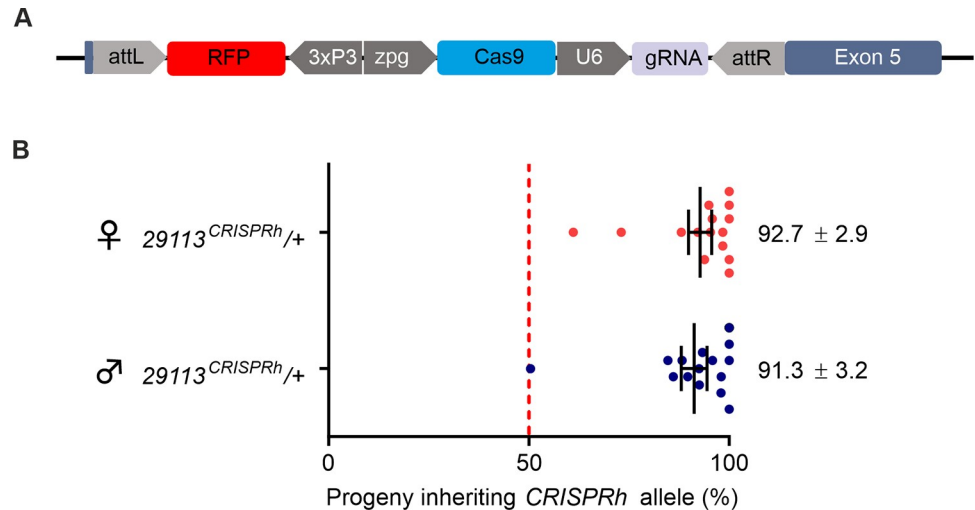 A
attL RFP 3xP3 zpg Cas9 U6 gRNA attR Exon 5
B
♀ 29113^CRISPRh/+ 92.7 ± 2.9
♂ 29113^CRISPRh/+ 91.3 ± 3.2
0 50 100
Progeny inheriting CRISPRh allele (%)